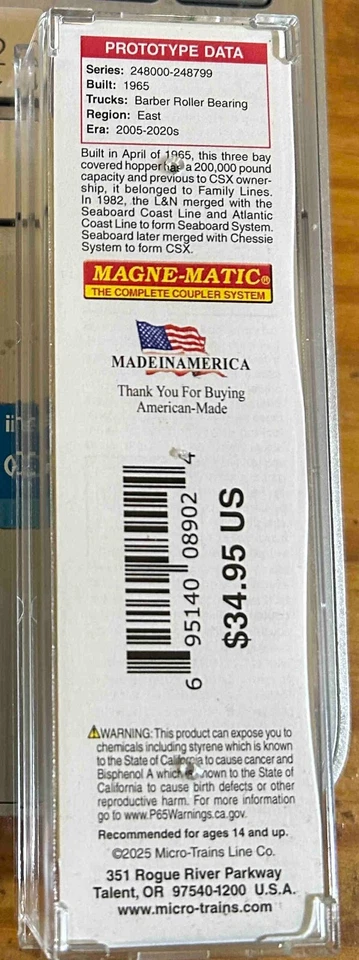 PROTOTYPE DATA
Series: 248000-248799
Built: 1965
Trucks: Barber Roller Bearing
Region: East
Era: 2005-2020s
Built in April of 1965, this three bay
covered hopper has a 200,000 pound
capacity and previous to CSX owner-
ship, it belonged to Family Lines.
In 1982, the L&N merged with the
Seaboard Coast Line and Atlantic
Coast Line to form Seaboard System.
Seaboard later merged with Chessie
System to form CSX.
MAGNE-MATIC®
THE COMPLETE COUPLER SYSTEM
MADEINAMERICA
Thank You For Buying
American-Made
6 95140 08902 4
$34.95 US
⚠WARNING: This product can expose you to
chemicals including styrene which is known
to the State of California to cause cancer and
Bisphenol A which is known to the State of
California to cause birth defects or other
reproductive harm. For more information
go to www.P65Warnings.ca.gov.
Recommended for ages 14 and up.
©2025 Micro-Trains Line Co.
351 Rogue River Parkway
Talent, OR 97540-1200 U.S.A.
www.micro-trains.com